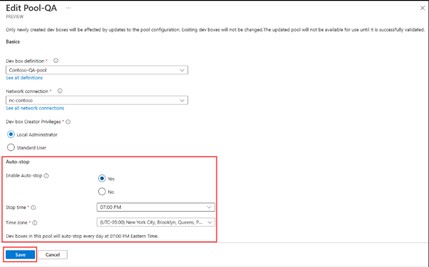 Edit Pool-QA ...
PREVIEW
Only newly created dev boxes will be affected by updates to the pool configuration. Existing dev boxes will not be changed.The updated pool will not be available for use until it is successfully validated.
Basics
Dev box definition *
Contoso-QA-pool
See all definitions
Network connection *
nc-contoso
See all network connections
Dev box Creator Privileges *
Local Administrator
Standard User
Auto-stop
Enable Auto-stop
Yes
No
Stop time *
07:00 PM
Time zone *
(UTC-05:00) New York City, Brooklyn, Queens, P...
Dev boxes in this pool will auto stop every day at 07:00 PM Eastern Time.
Save
Cancel